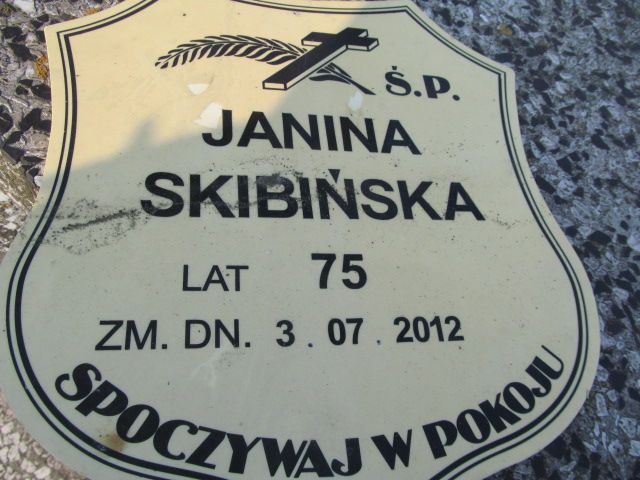 Ś.P.
JANINA
SKIBIŃSKA
LAT 75
ZM. DN. 3 . 07 . 2012
SPOCZYWAJ W POKOJU